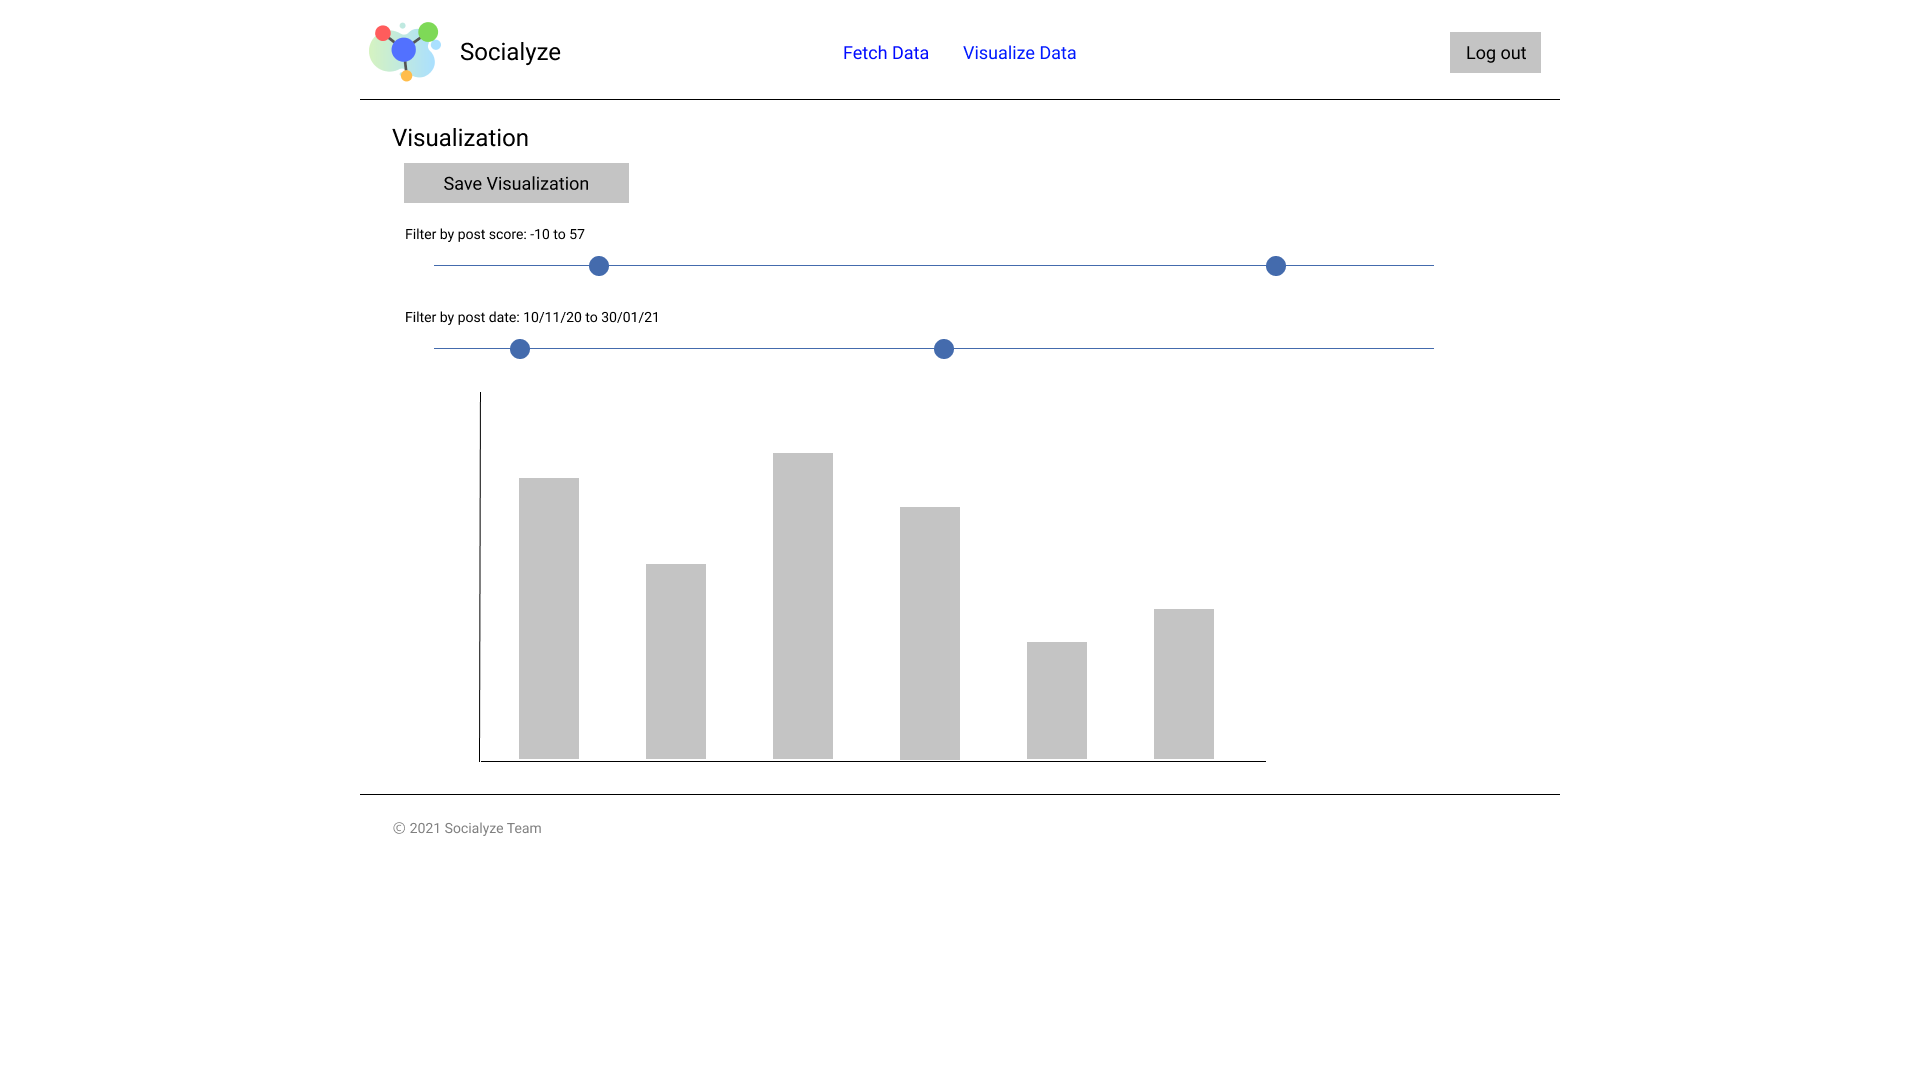 Socialyze
Fetch Data
Visualize Data
Log out
Visualization
Save Visualization
Filter by post score: -10 to 57
Filter by post date: 10/11/20 to 30/01/21
© 2021 Socialyze Team